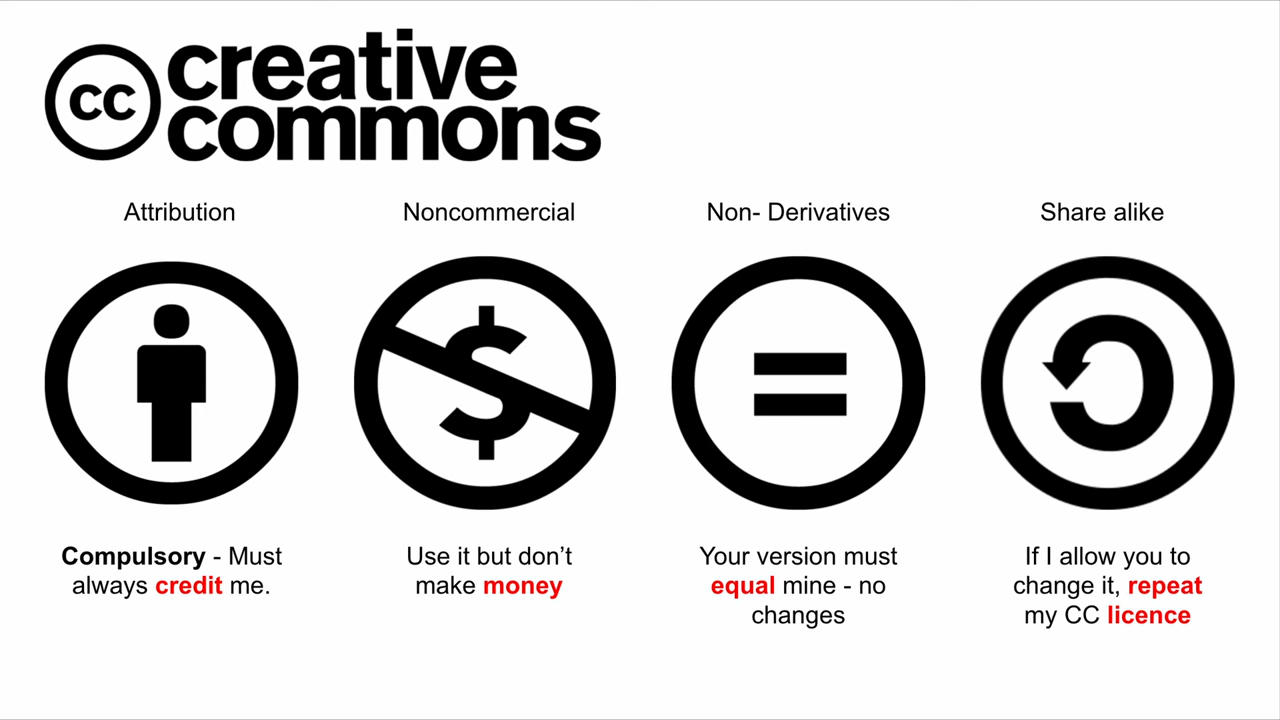 cc creative
commons
Attribution
Noncommercial
Non- Derivatives
Share alike
$
=
Compulsory - Must
always credit me.
Use it but don’t
make money
Your version must
equal mine - no
changes
If I allow you to
change it, repeat
my CC licence